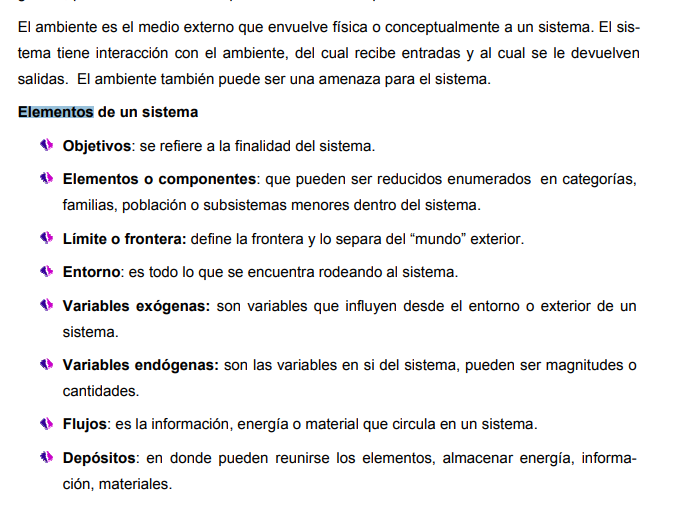 El ambiente es el medio externo que envuelve física o conceptualmente a un sistema. El sis-
tema tiene interacción con el ambiente, del cual recibe entradas y al cual se le devuelven
salidas. El ambiente también puede ser una amenaza para el sistema.
Elementos de un sistema
Objetivos: se refiere a la finalidad del sistema.
Elementos o componentes: que pueden ser reducidos enumerados en categorías,
familias, población o subsistemas menores dentro del sistema.
Límite o frontera: define la frontera y lo separa del “mundo” exterior.
Entorno: es todo lo que se encuentra rodeando al sistema.
Variables exógenas: son variables que influyen desde el entorno o exterior de un
sistema.
Variables endógenas: son las variables en si del sistema, pueden ser magnitudes o
cantidades.
Flujos: es la información, energía o material que circula en un sistema.
Depósitos: en donde pueden reunirse los elementos, almacenar energía, informa-
ción, materiales.